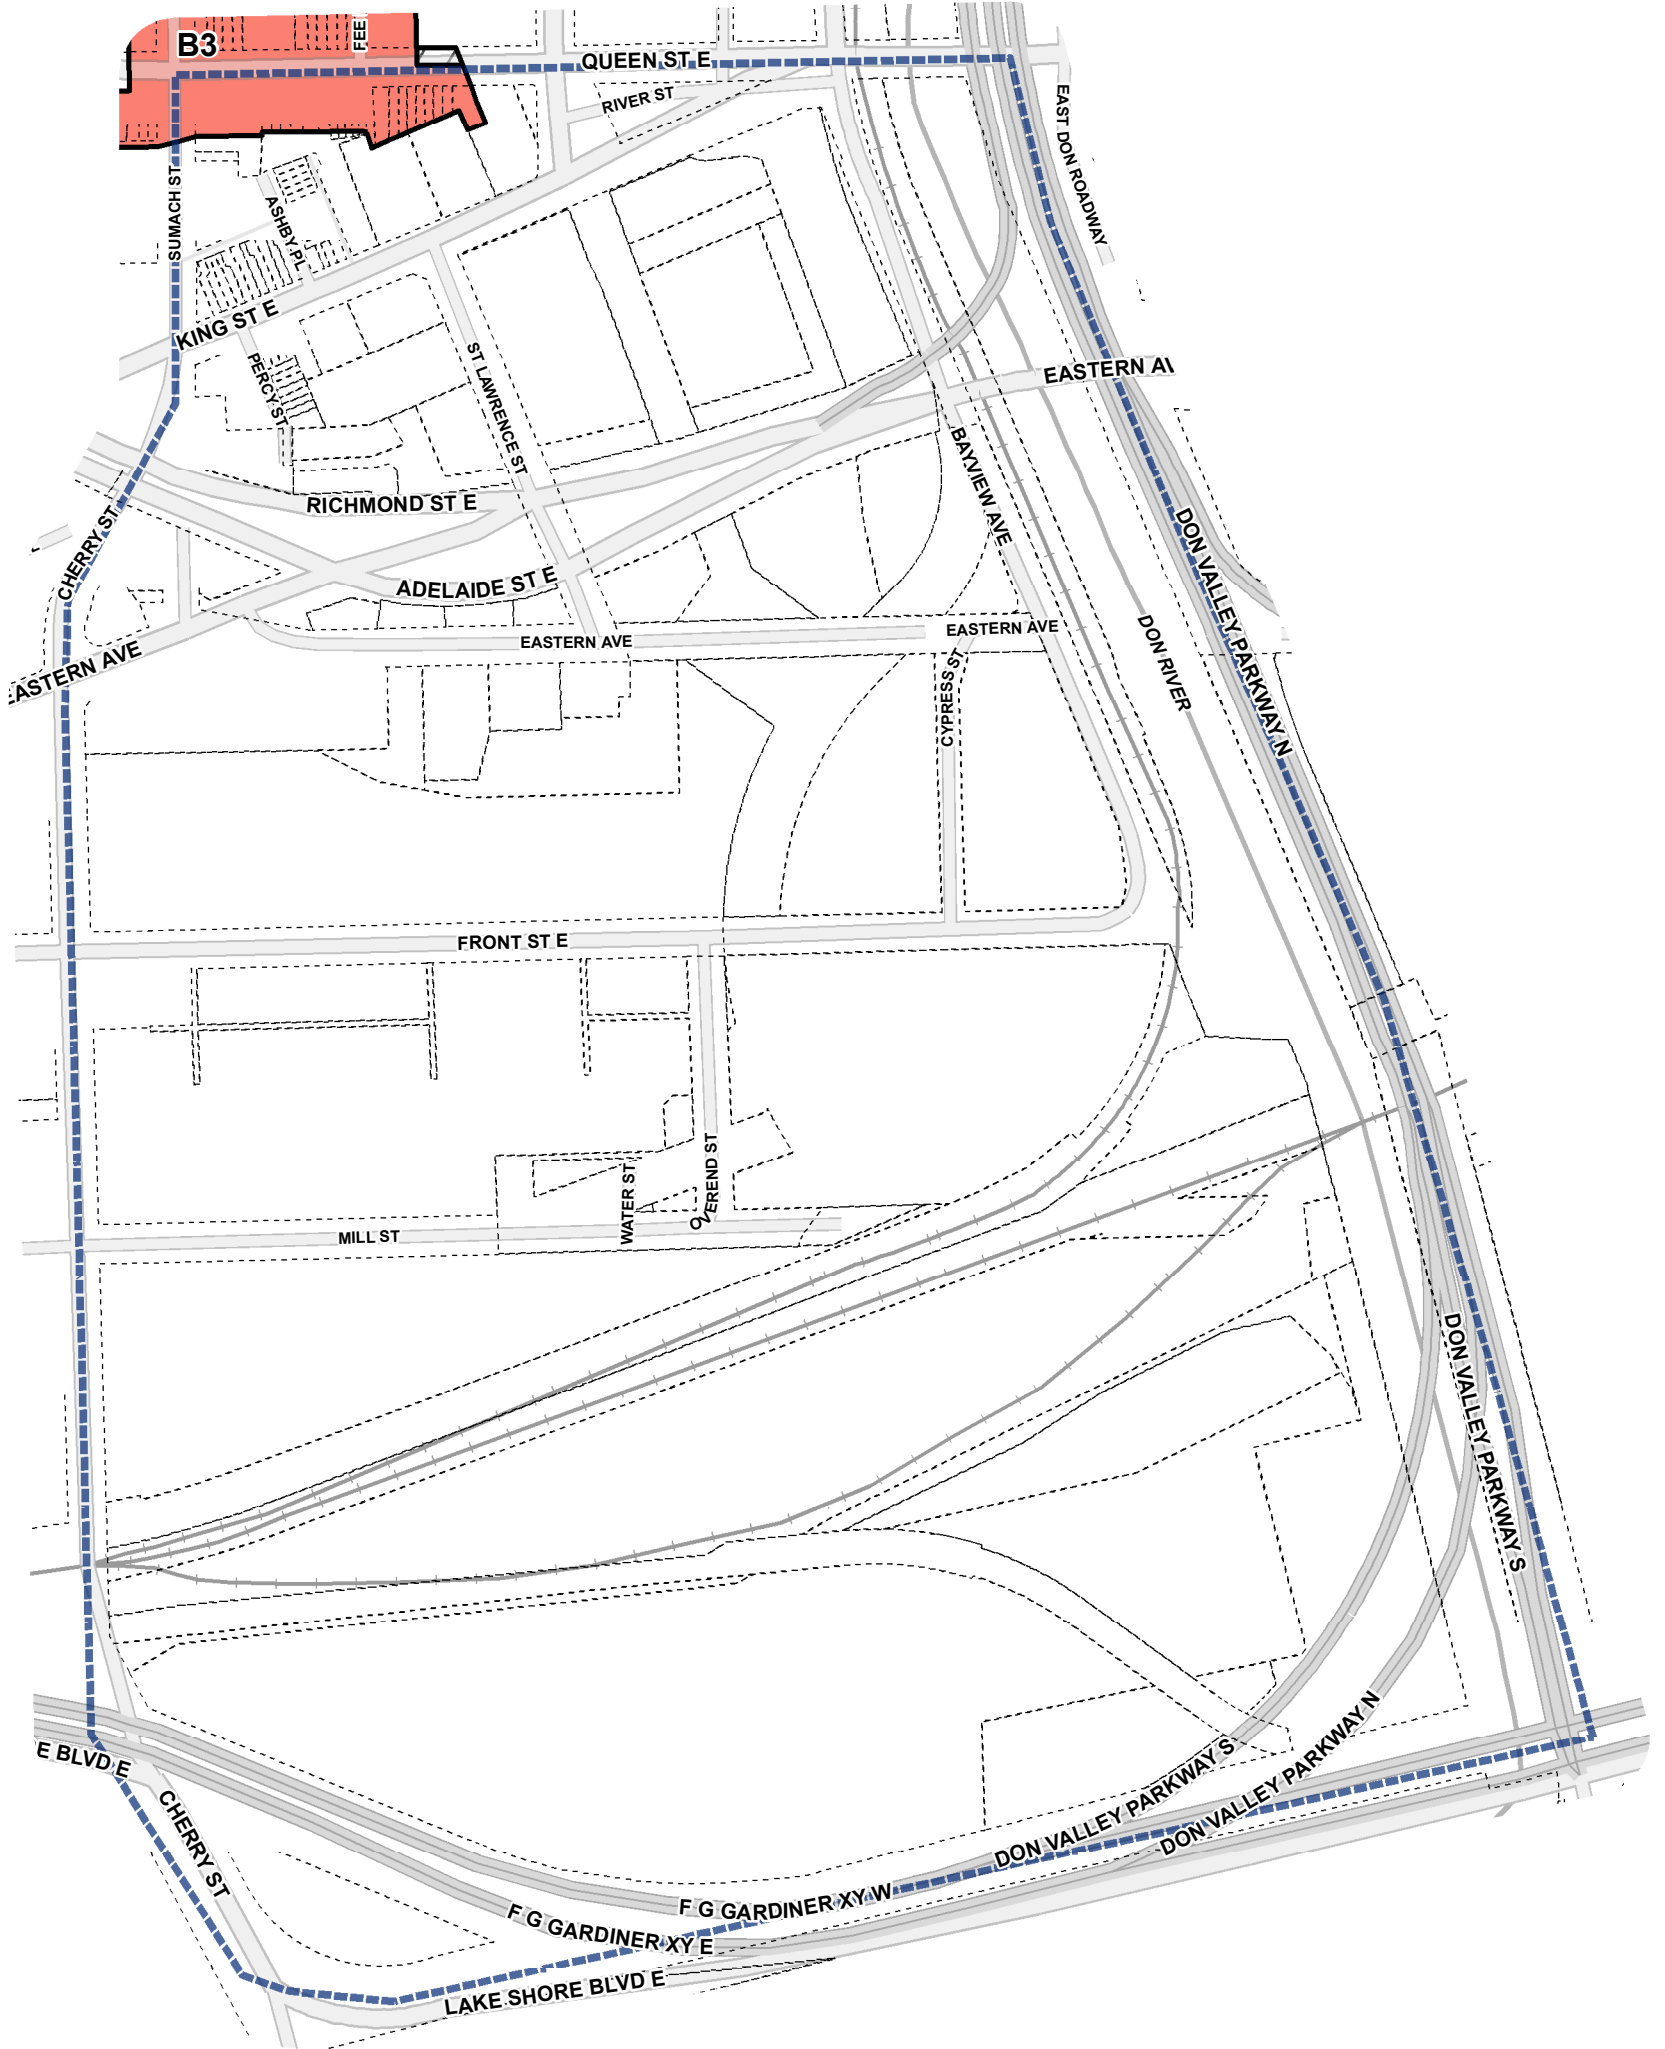 B3
FEE
QUEEN ST E
RIVER ST
EAST DON ROADWAY
SUMACH ST
ASHBY PL
KING ST E
PERCY ST
ST LAWRENCE ST
EASTERN AV
BAYVIEW AVE
RICHMOND ST E
CHERRY ST
DON VALLEY PARKWAY N
ADELAIDE ST E
EASTERN AVE
EASTERN AVE
DON RIVER
EASTERN AVE
CYPRESS ST
FRONT ST E
OVEREND ST
WATER ST
MILL ST
DON VALLEY PARKWAY S
E BLVD E
CHERRY ST
DON VALLEY PARKWAY S
DON VALLEY PARKWAY N
F G GARDINER XY W
F G GARDINER XY E
LAKE SHORE BLVD E